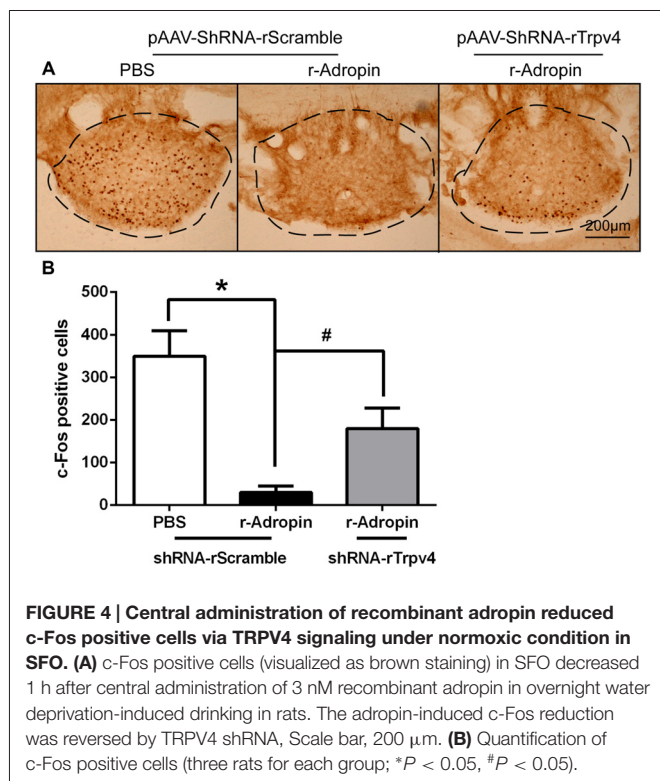 pAAV-ShRNA-rScramble pAAV-ShRNA-rTrpv4
A PBS r-Adropin r-Adropin
200μm
B
c-Fos positive cells
500
400
300
200
100
0
*
#
PBS r-Adropin r-Adropin
shRNA-rScramble shRNA-rTrpv4
FIGURE 4 | Central administration of recombinant adropin reduced
c-Fos positive cells via TRPV4 signaling under normoxic condition in
SFO. (A) c-Fos positive cells (visualized as brown staining) in SFO decreased
1 h after central administration of 3 nM recombinant adropin in overnight water
deprivation-induced drinking in rats. The adropin-induced c-Fos reduction
was reversed by TRPV4 shRNA, Scale bar, 200 μm. (B) Quantification of
c-Fos positive cells (three rats for each group; *P < 0.05, #P < 0.05).